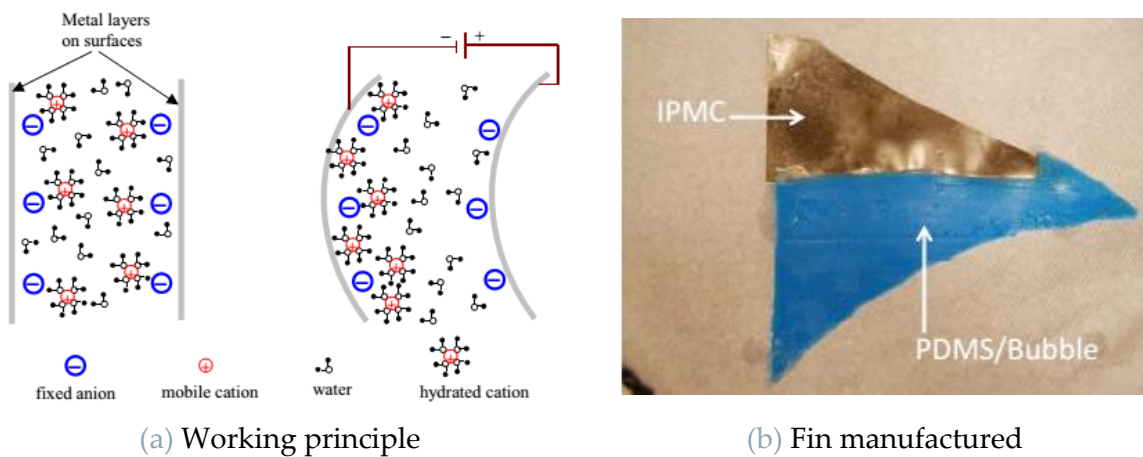 Metal layers
on surfaces
− +
fixed anion
mobile cation
water
hydrated cation
(a) Working principle
IPMC
PDMS/Bubble
(b) Fin manufactured